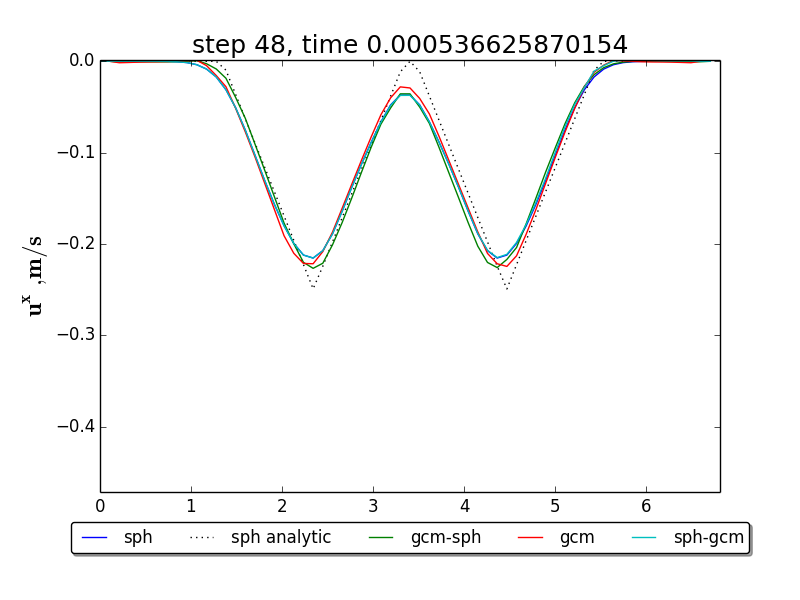 step 48, time 0.000536625870154
0.0
−0.1
−0.2
−0.3
−0.4
u^x ,m/s
0 1 2 3 4 5 6
sph sph analytic gcm-sph gcm sph-gcm